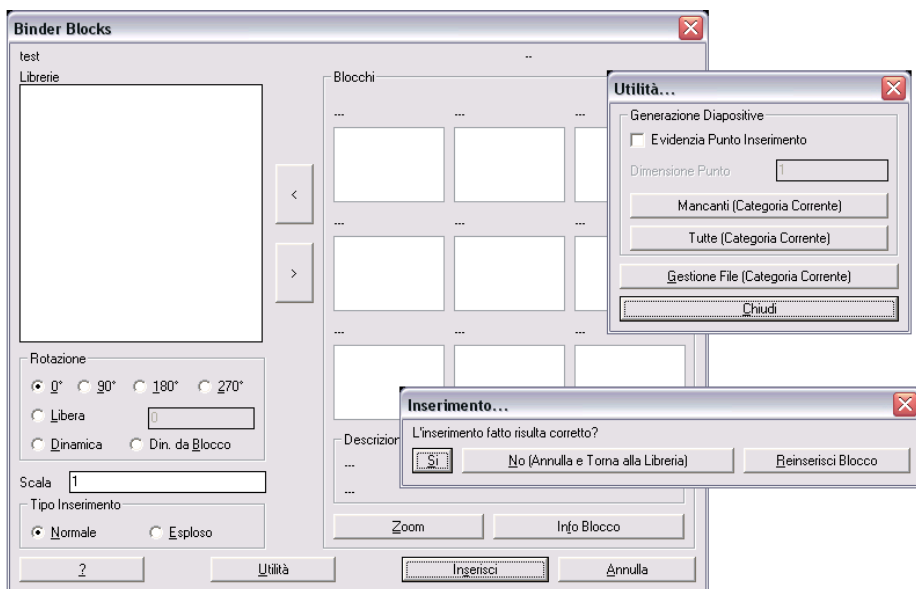 Binder Blocks
test
--
Librerie
Blocchi
---
---
---
<
>
---
---
---
---
---
---
Rotazione
0° 90° 180° 270°
Libera 0
Dinamica Din. da Blocco
Scala 1
Tipo Inserimento
Normale Esploso
Descrizion
---
---
Zoom Info Blocco
? Utilità Inserisci Annulla
Utilità...
Generazione Diapositive
Evidenzia Punto Inserimento
Dimensione Punto 1
Mancanti (Categoria Corrente)
Tutte (Categoria Corrente)
Gestione File (Categoria Corrente)
Chiudi
Inserimento...
L'inserimento fatto risulta corretto?
Si No (Annulla e Torna alla Libreria) Reinserisci Blocco